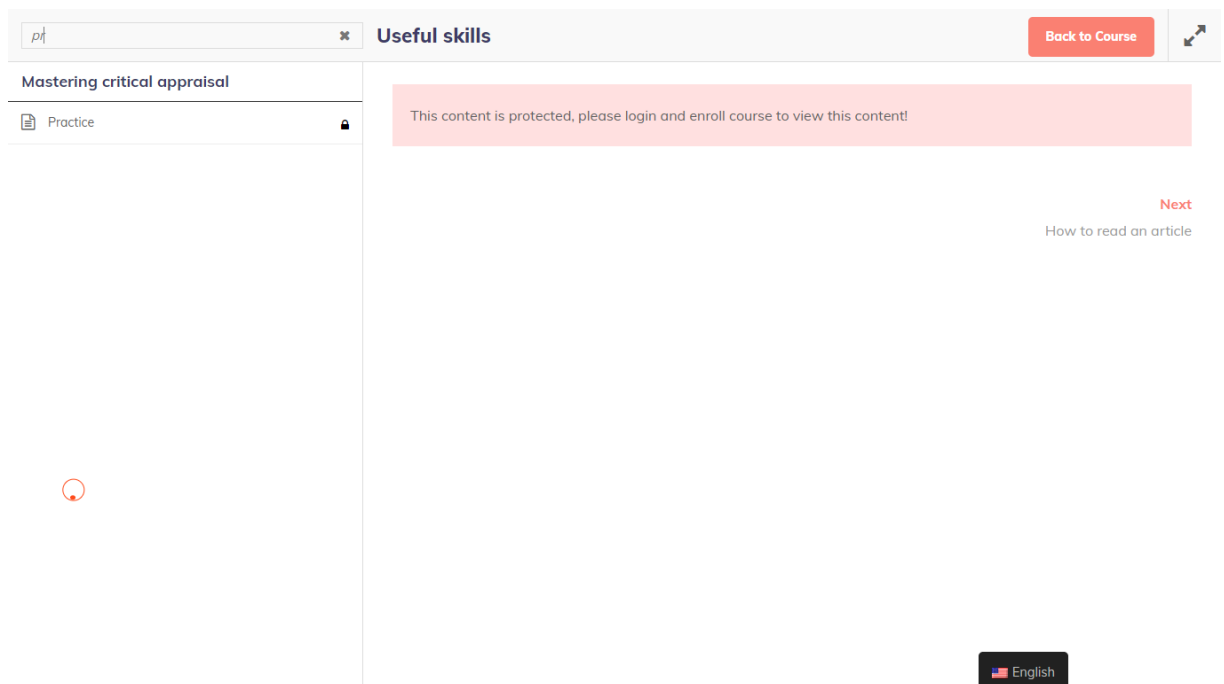 pr
Useful skills
Back to Course
Mastering critical appraisal
Practice
This content is protected, please login and enroll course to view this content!
Next
How to read an article
English